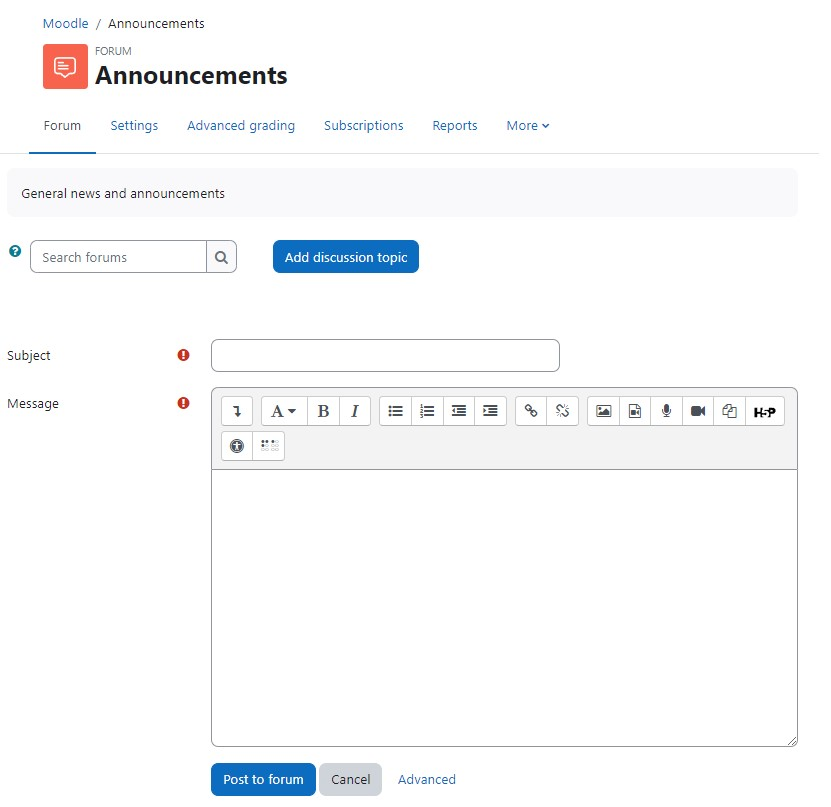 Moodle / Announcements
FORUM
Announcements
Forum Settings Advanced grading Subscriptions Reports More
General news and announcements
? Search forums Add discussion topic
Subject !
Message !
A B I H5P
Post to forum Cancel Advanced